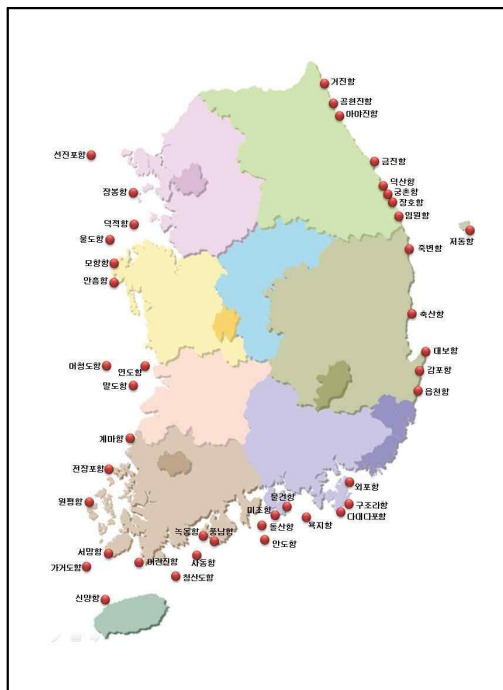 거진항
공현진항
아야진항
선진포항
금진항
덕산항
궁촌항
장호항
임원항
장봉항
덕적항
저동항
울도항
축변항
모항항
안흥항
축산항
대보항
어청도항
연도항
감포항
말도항
읍천항
계마항
전장포항
외포항
물건항
원평항
구조리항
미조항
다대다포항
욕지항
돌산항
녹동항
풍남항
안도항
서망항
어란진항
사동항
가거도항
청산도항
신양항